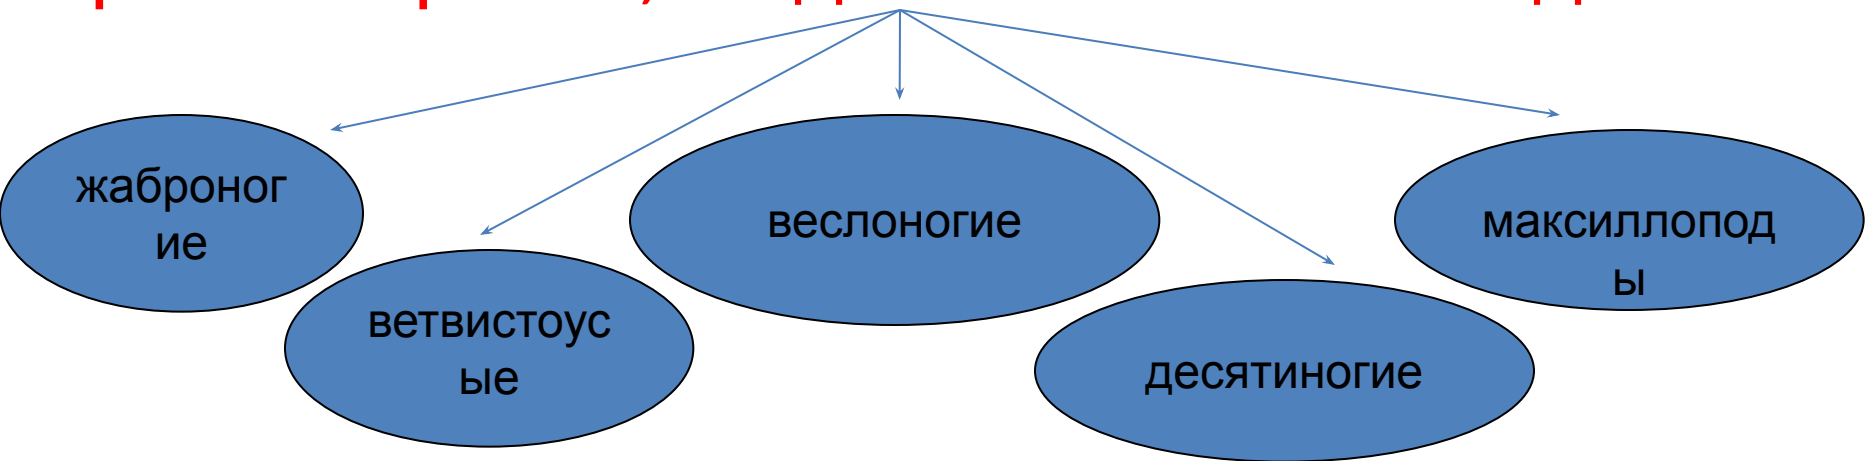 жаброног
ие
ветвистоус
ые
веслоногие
десятиногие
максиллопод
ы